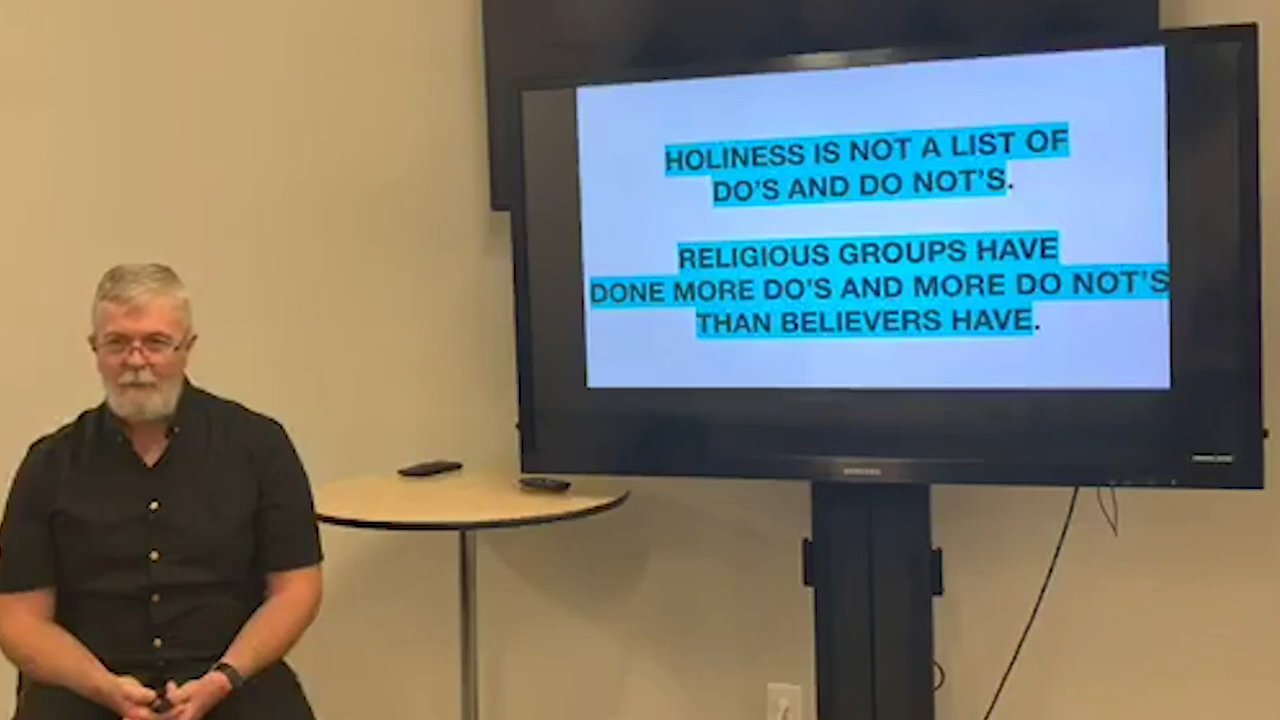 HOLINESS IS NOT A LIST OF
DO'S AND DO NOT'S.
RELIGIOUS GROUPS HAVE
DONE MORE DO'S AND MORE DO NOT'S
THAN BELIEVERS HAVE.
SAMSUNG